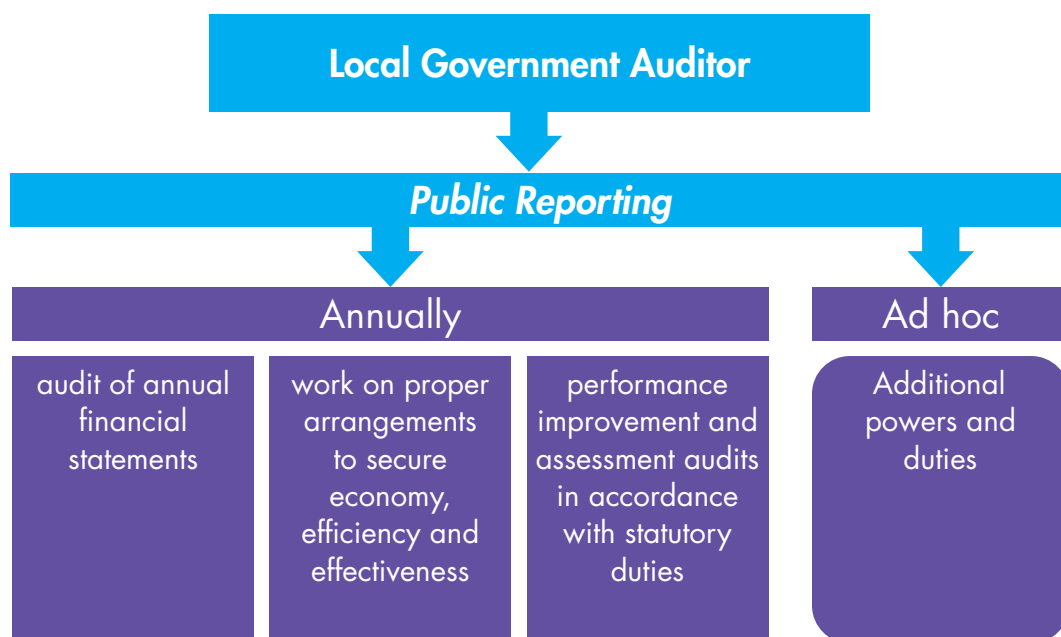 Local Government Auditor
Public Reporting
Annually
Ad hoc
audit of annual
financial
statements
work on proper
arrangements
to secure
economy,
efficiency and
effectiveness
performance
improvement and
assessment audits
in accordance
with statutory
duties
Additional
powers and
duties